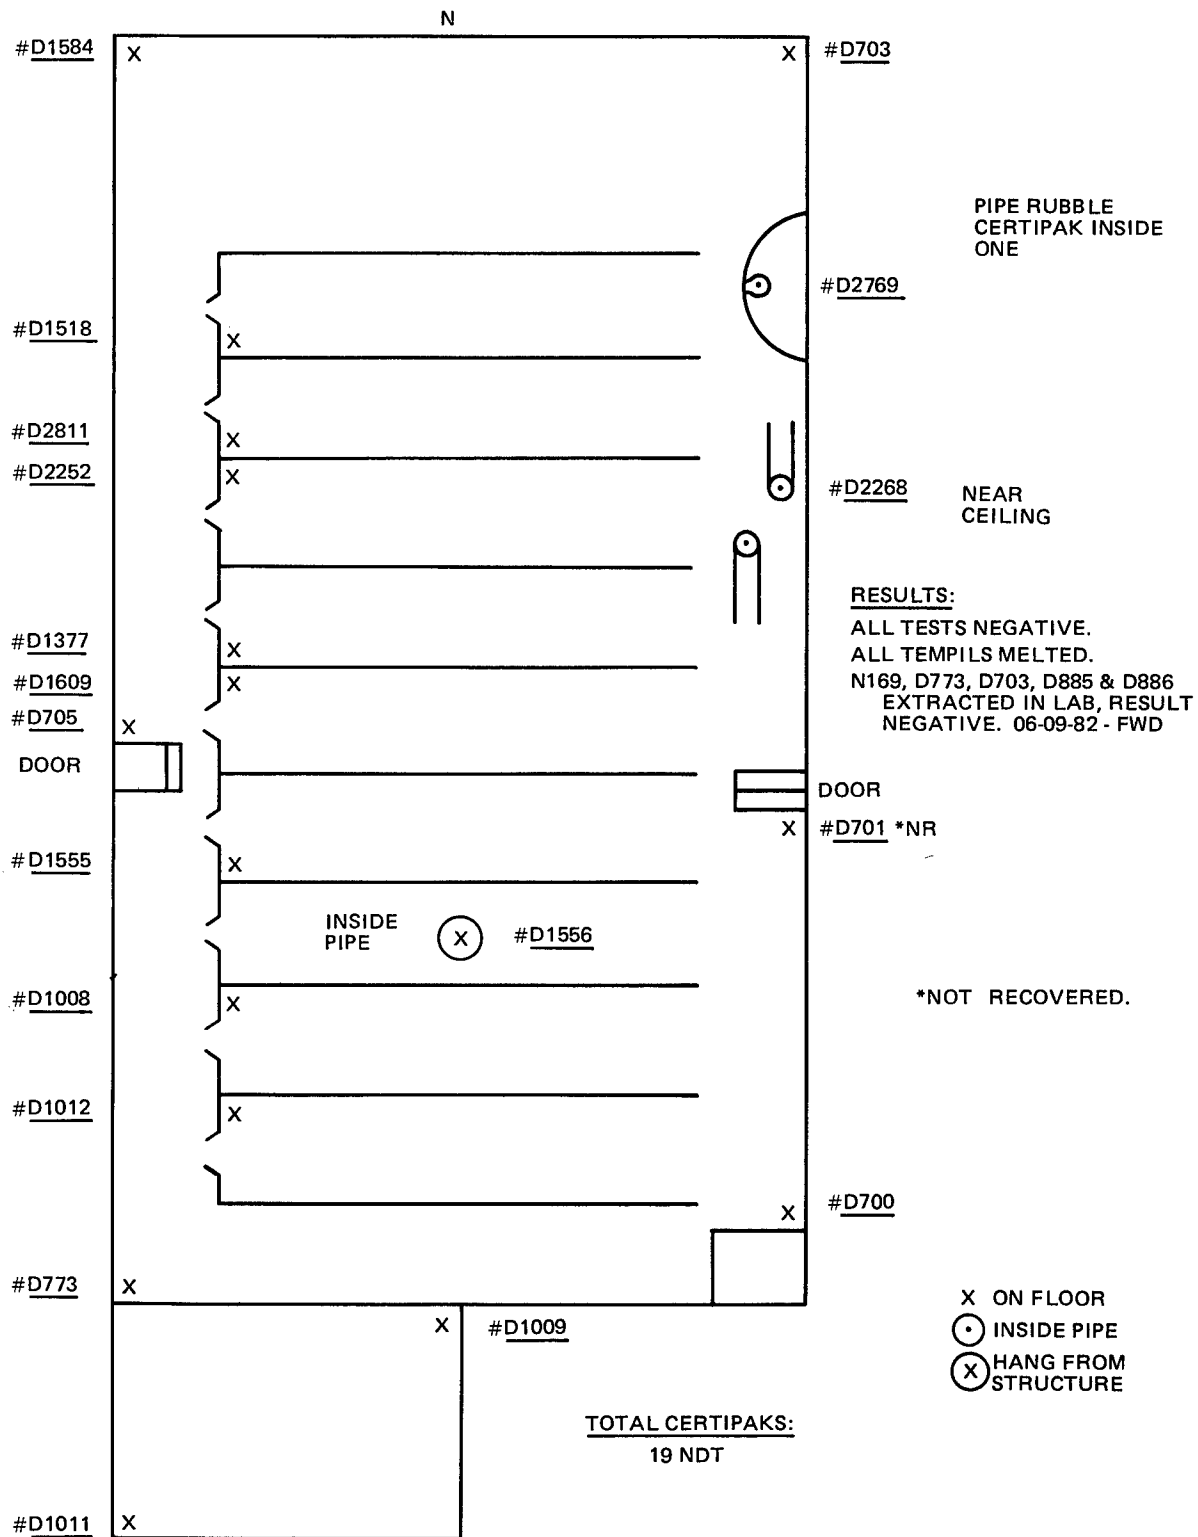 N
#D1584
#D703
PIPE RUBBLE
CERTIPAK INSIDE
ONE
#D2769
#D1518
#D2811
#D2252
#D2268
NEAR
CEILING
RESULTS:
ALL TESTS NEGATIVE.
ALL TEMPILS MELTED.
N169, D773, D703, D885 & D886
EXTRACTED IN LAB, RESULT
NEGATIVE. 06-09-82 - FWD
#D1377
#D1609
#D705
DOOR
DOOR
#D701 *NR
#D1555
INSIDE
PIPE
#D1556
#D1008
*NOT RECOVERED.
#D1012
#D700
#D773
#D1009
X ON FLOOR
INSIDE PIPE
X HANG FROM
STRUCTURE
TOTAL CERTIPAKS:
19 NDT
#D1011